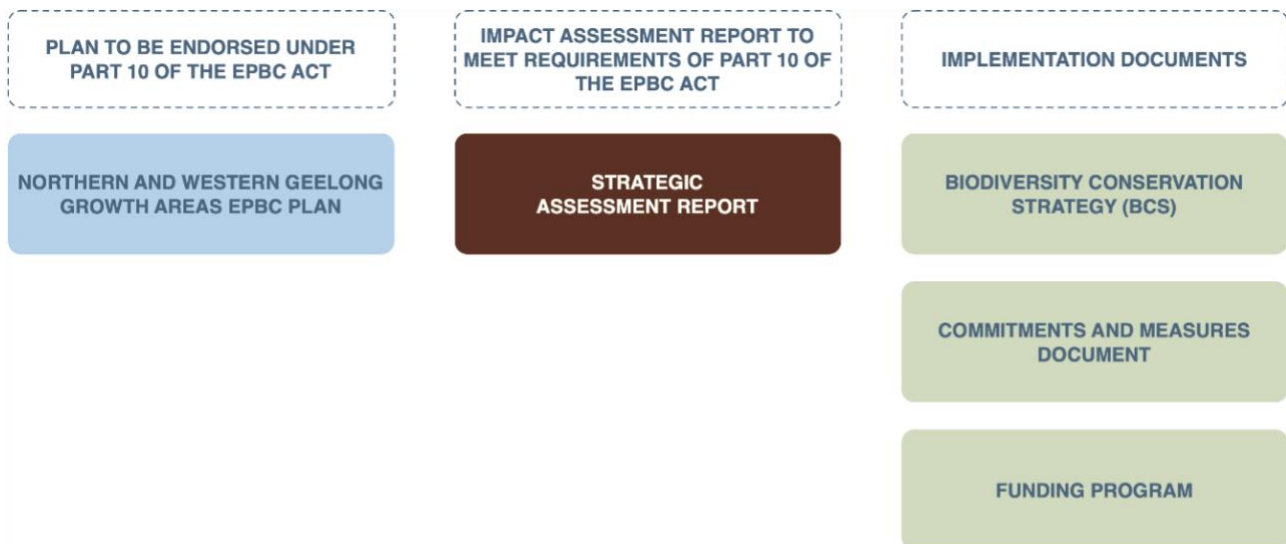 PLAN TO BE ENDORSED UNDER
PART 10 OF THE EPBC ACT
NORTHERN AND WESTERN GEELONG
GROWTH AREAS EPBC PLAN
IMPACT ASSESSMENT REPORT TO
MEET REQUIREMENTS OF PART 10 OF
THE EPBC ACT
STRATEGIC
ASSESSMENT REPORT
IMPLEMENTATION DOCUMENTS
BIODIVERSITY CONSERVATION
STRATEGY (BCS)
COMMITMENTS AND MEASURES
DOCUMENT
FUNDING PROGRAM